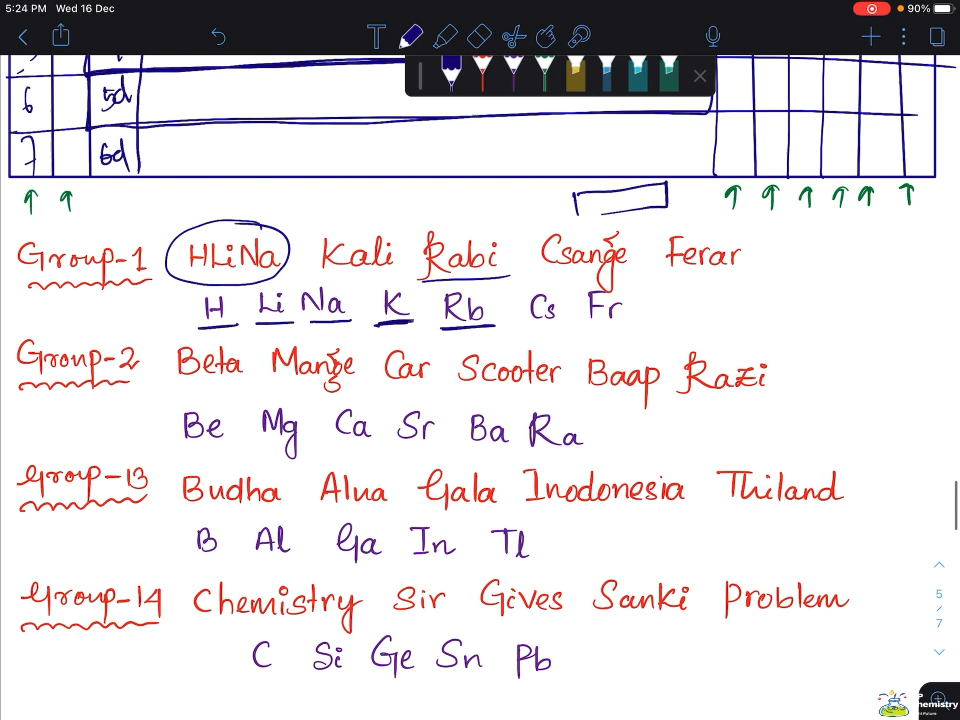 5:24 PM Wed 16 Dec 90%
6 5d
7 6d
Group-1 HLiNa Kali Rabi Csange Ferar
H Li Na K Rb Cs Fr
Group-2 Beta Mange Car Scooter Baap Razi
Be Mg Ca Sr Ba Ra
Group-13 Budha Alua Gala Inodonesia Thiland
B Al Ga In Tl
Group-14 Chemistry Sir Gives Sanki Problem
C Si Ge Sn Pb
5
/
7